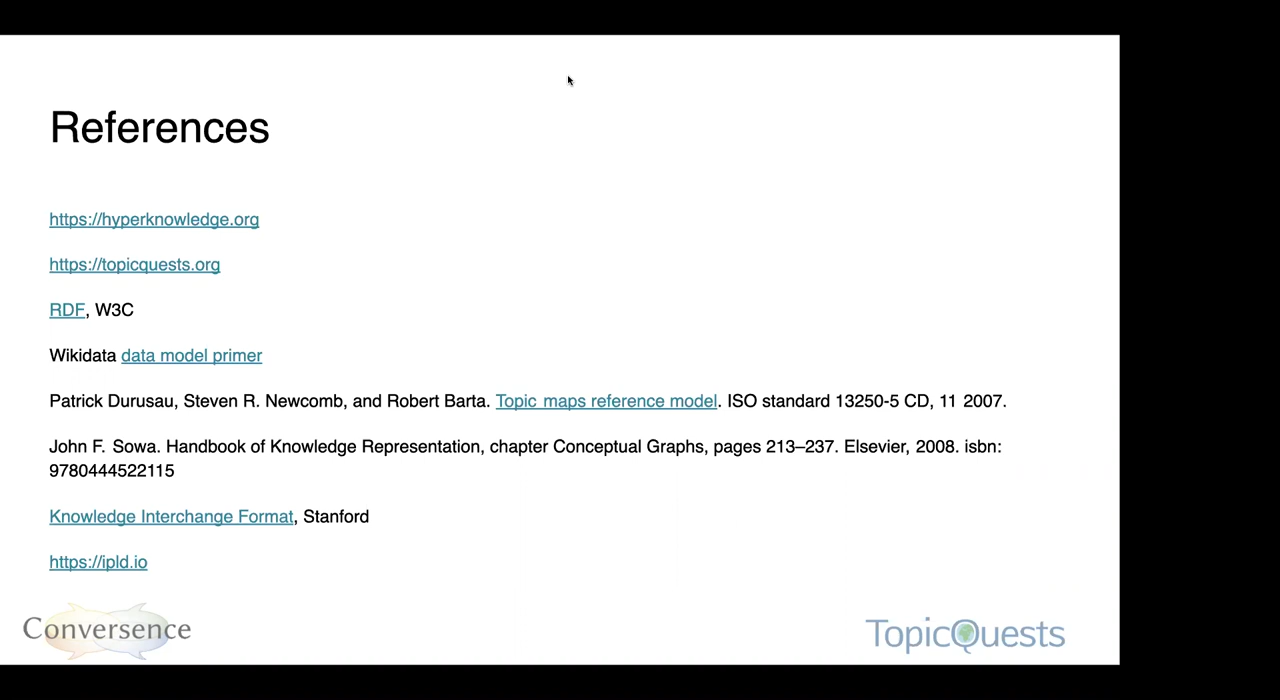 References
https://hyperknowledge.org
https://topicquests.org
RDF, W3C
Wikidata data model primer
Patrick Durusau, Steven R. Newcomb, and Robert Barta. Topic maps reference model. ISO standard 13250-5 CD, 11 2007.
John F. Sowa. Handbook of Knowledge Representation, chapter Conceptual Graphs, pages 213–237. Elsevier, 2008. isbn:
9780444522115
Knowledge Interchange Format, Stanford
https://ipld.io
Conversence
TopicQuests